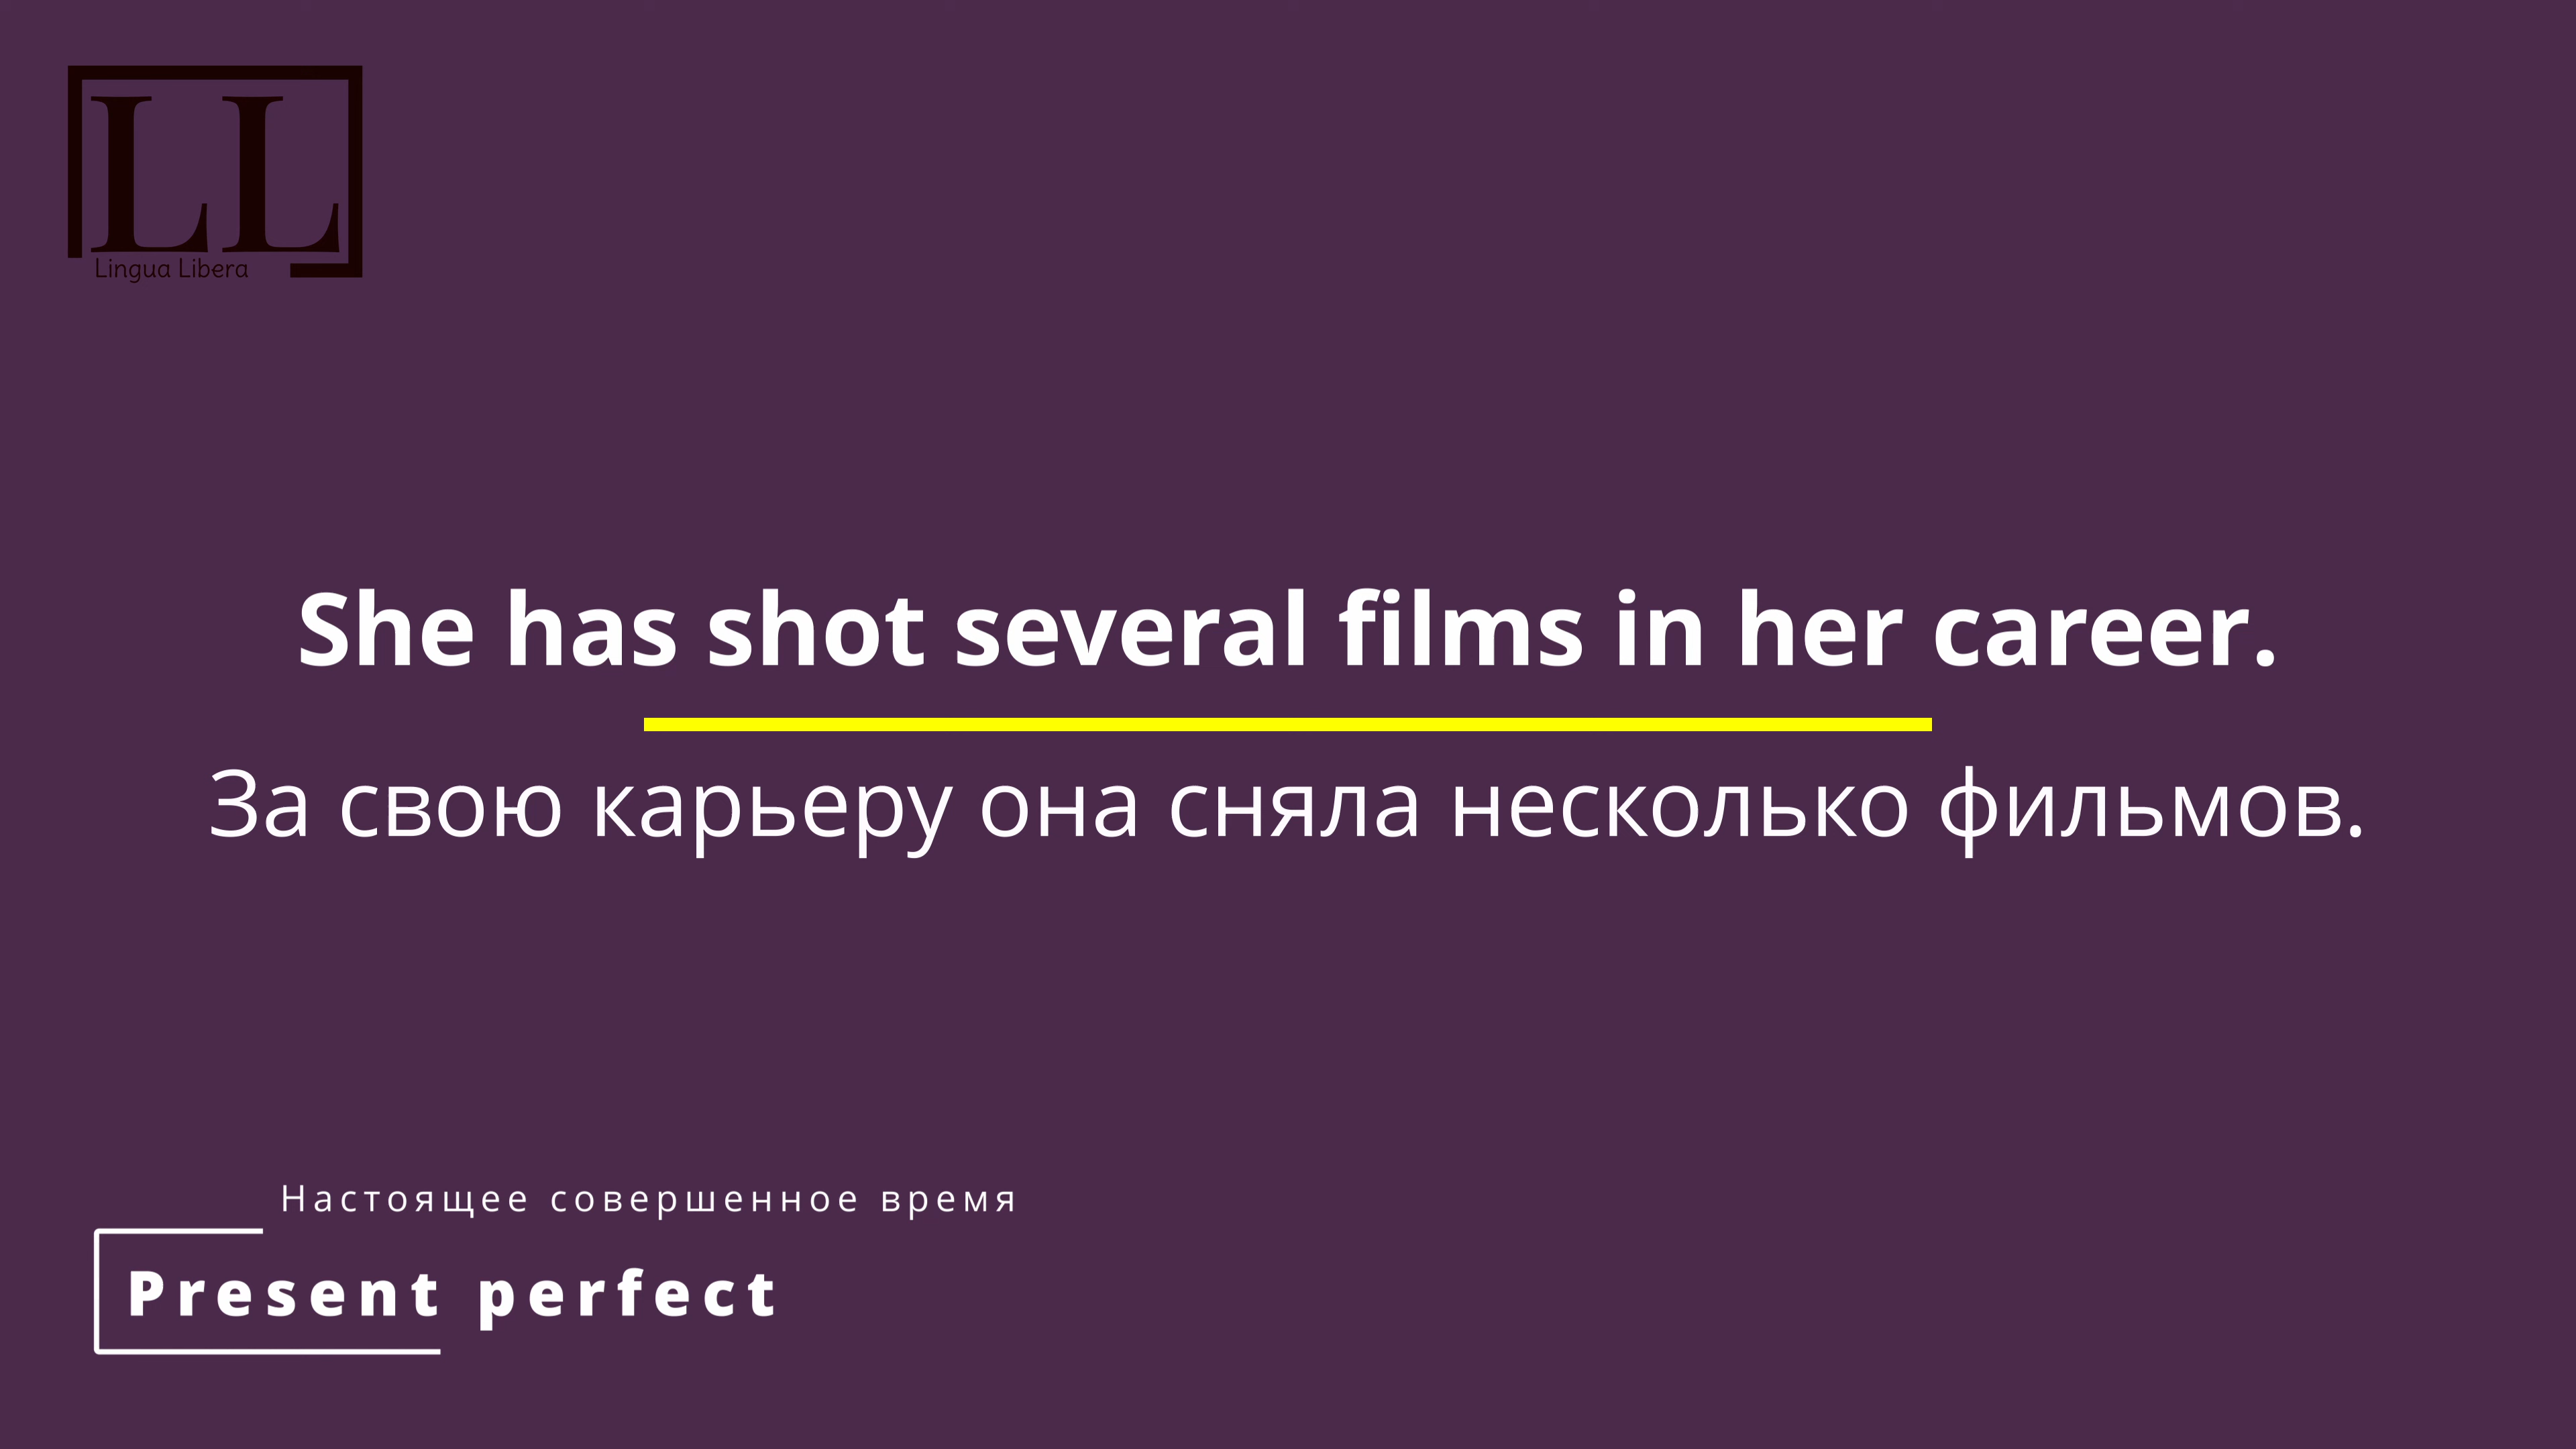 LL
Lingua Libera
She has shot several films in her career.
За свою карьеру она сняла несколько фильмов.
Настоящее совершенное время
Present perfect